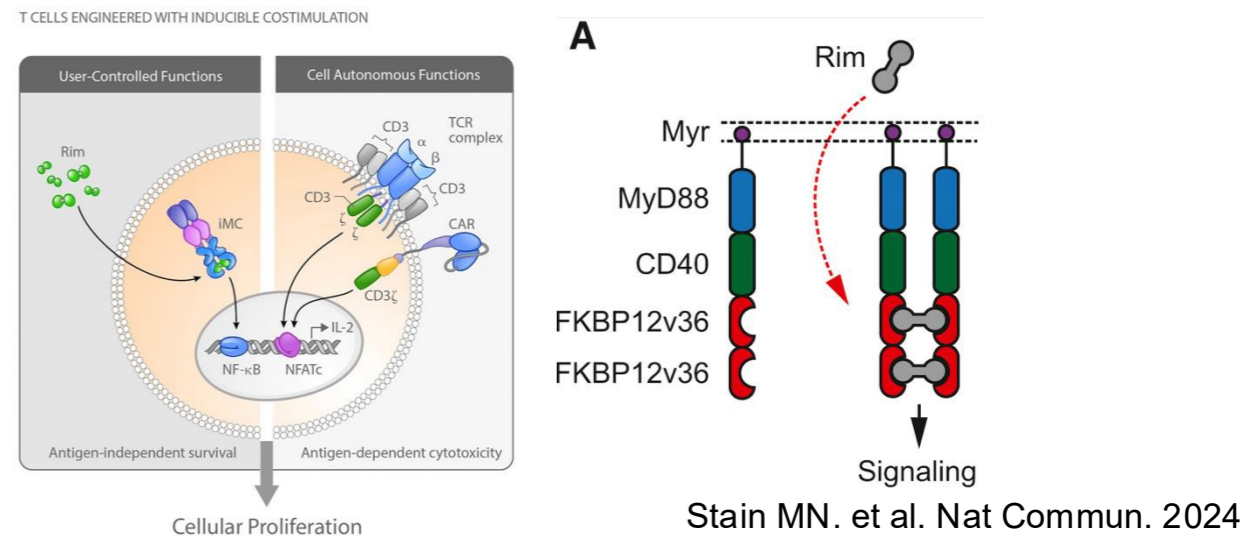 T CELLS ENGINEERED WITH INDUCIBLE COSTIMULATION
User-Controlled Functions
Cell Autonomous Functions
Rim
iMC
CD3
TCR
complex
α
β
CD3
CD3
ζ
ζ
CAR
CD3ζ
IL-2
NF-κB
NFATc
Antigen-independent survival
Antigen-dependent cytotoxicity
Cellular Proliferation
A
Rim
Myr
MyD88
CD40
FKBP12v36
FKBP12v36
Signaling
Stain MN. et al. Nat Commun. 2024